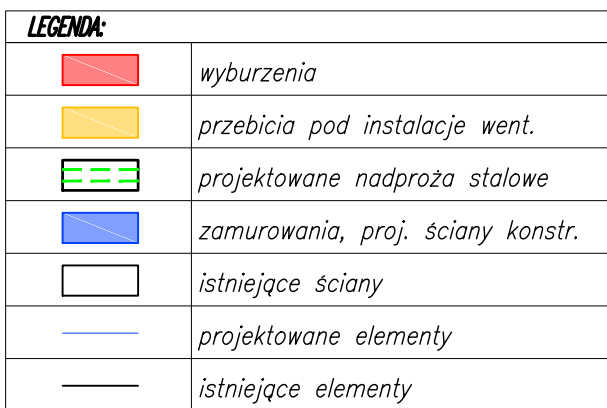 LEGENDA:
wyburzenia
przebicia pod instalacje went.
projektowane nadproża stalowe
zamurowania, proj. ściany konstr.
istniejące ściany
projektowane elementy
istniejące elementy